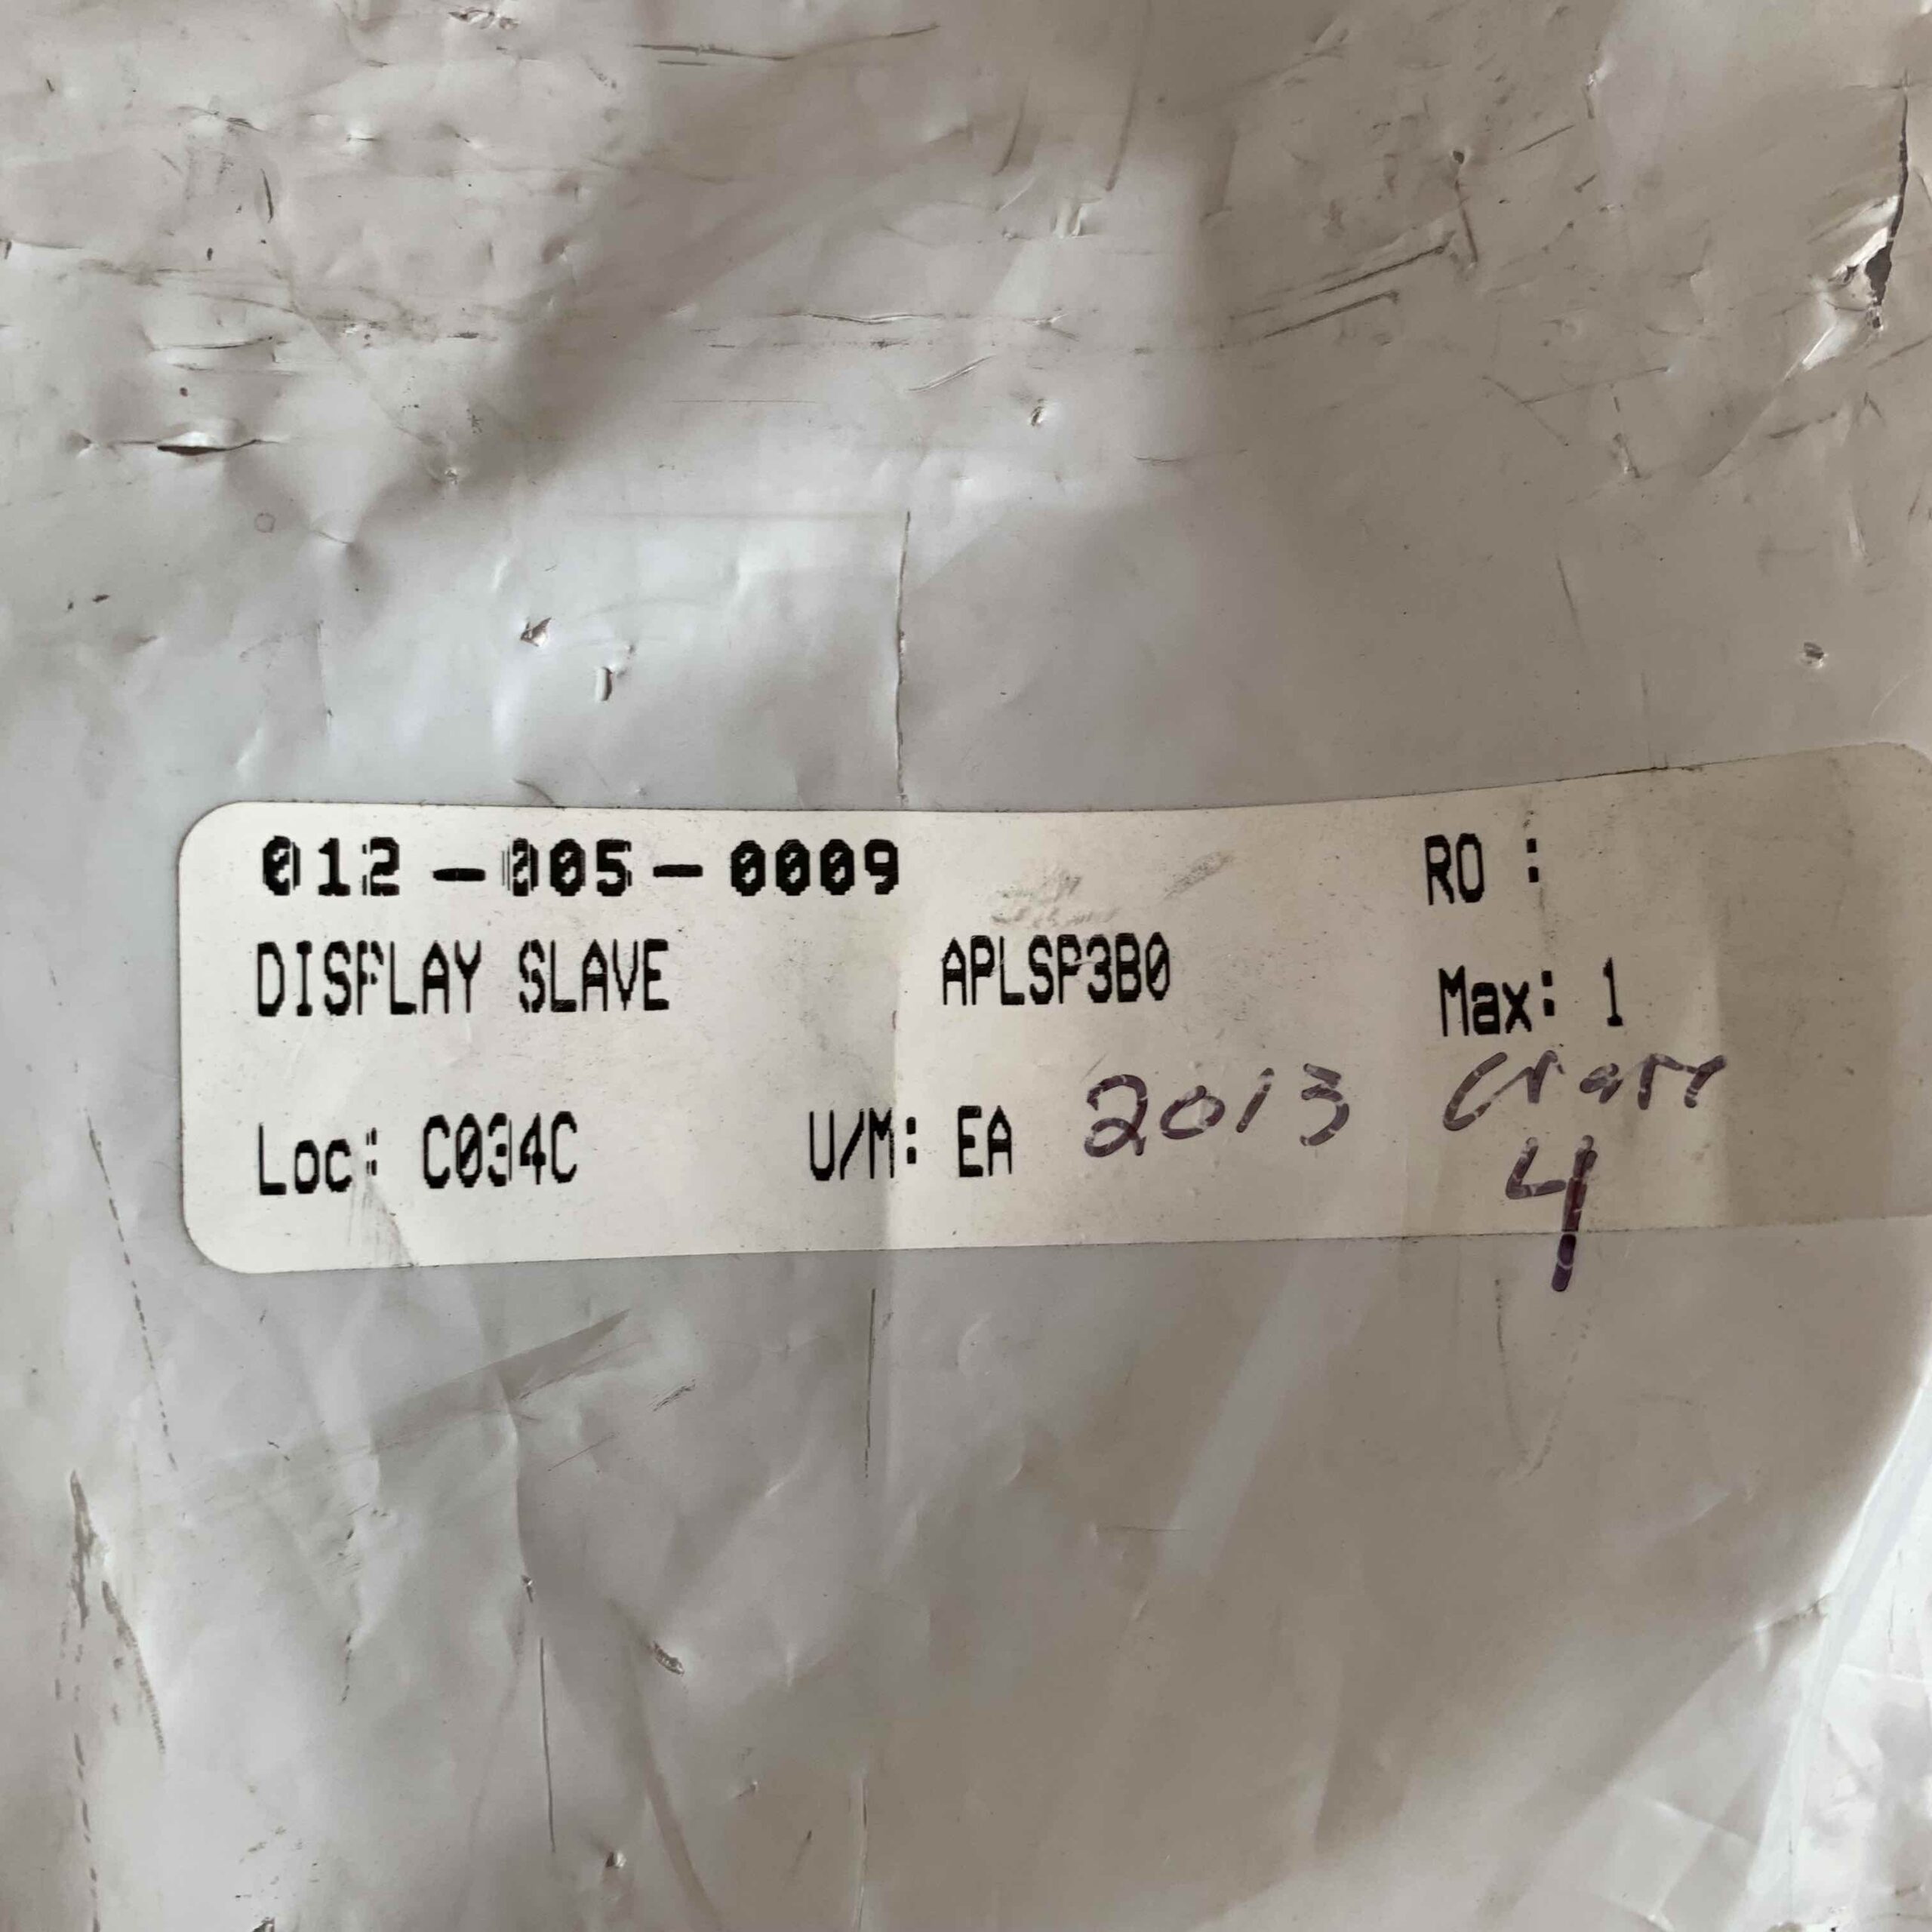 012-005-0009 RO :
DISPLAY SLAVE APLSP3B0 Max: 1
Loc: C034C U/M: EA 2013
4